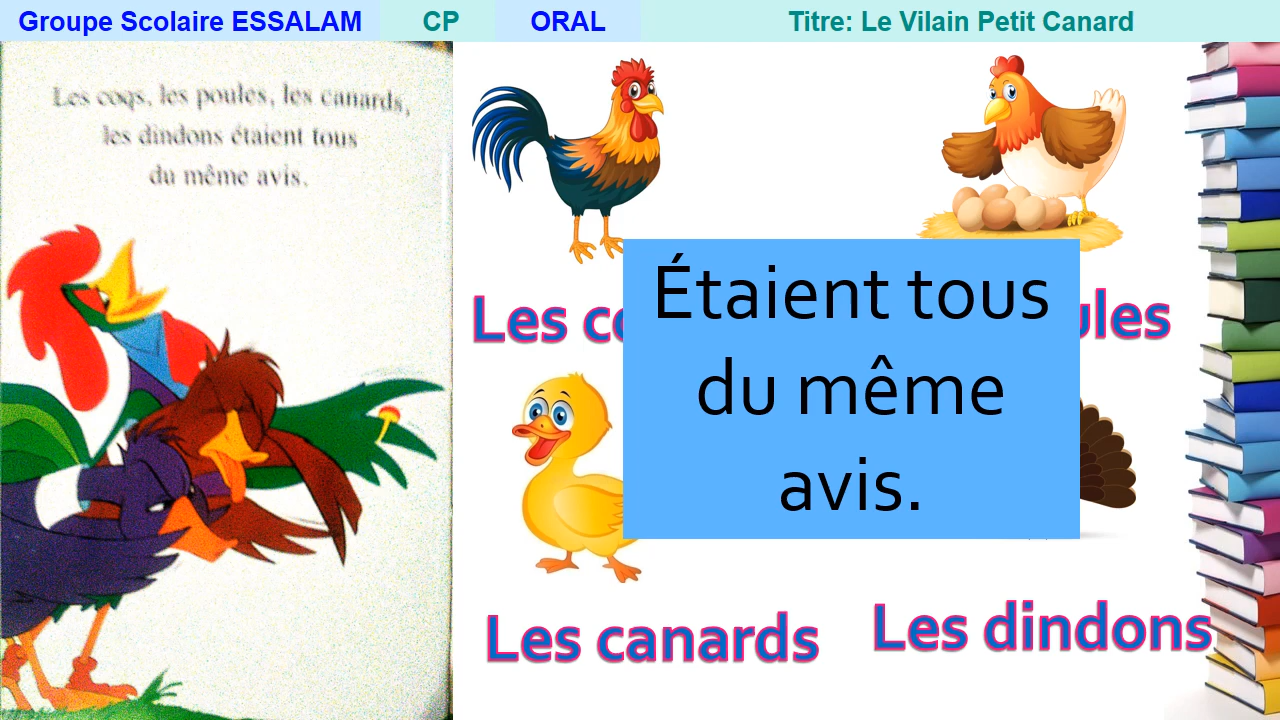 Groupe Scolaire ESSALAM CP ORAL Titre: Le Vilain Petit Canard
Les coqs, les poules, les canards,
les dindons étaient tous
du même avis.
Étaient tous
du même
avis.
Les
Les canards
Les dindons